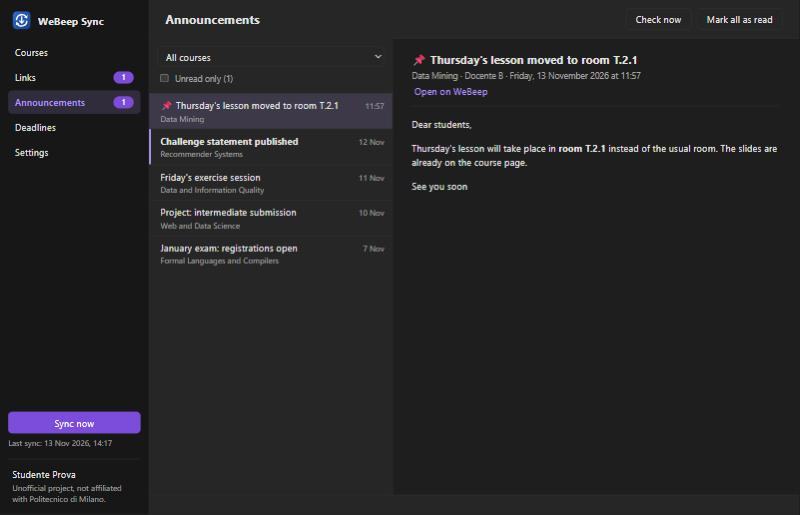 WeBeep Sync
Courses
Links 1
Announcements 1
Deadlines
Settings
Sync now
Last sync: 13 Nov 2026, 14:17
Studente Prova
Unofficial project, not affiliated
with Politecnico di Milano.
Announcements
Check now
Mark all as read
All courses
Unread only (1)
📌 Thursday's lesson moved to room T.2.1 11:57
Data Mining
Challenge statement published 12 Nov
Recommender Systems
Friday's exercise session 11 Nov
Data and Information Quality
Project: intermediate submission 10 Nov
Web and Data Science
January exam: registrations open 7 Nov
Formal Languages and Compilers
📌 Thursday's lesson moved to room T.2.1
Data Mining · Docente B · Friday, 13 November 2026 at 11:57
Open on WeBeep
Dear students,
Thursday's lesson will take place in room T.2.1 instead of the usual room. The slides are
already on the course page.
See you soon